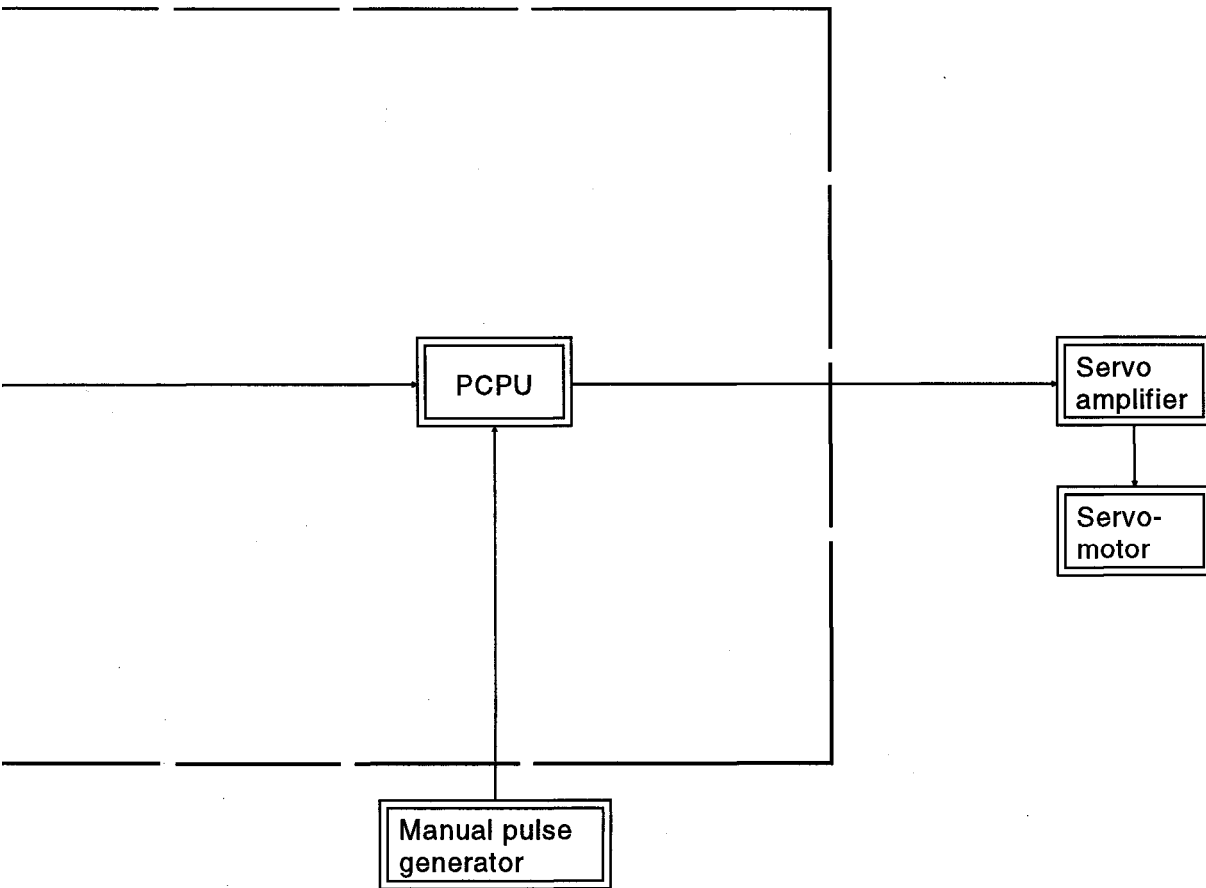 PCPU
Servo
amplifier
Servo-
motor
Manual pulse
generator